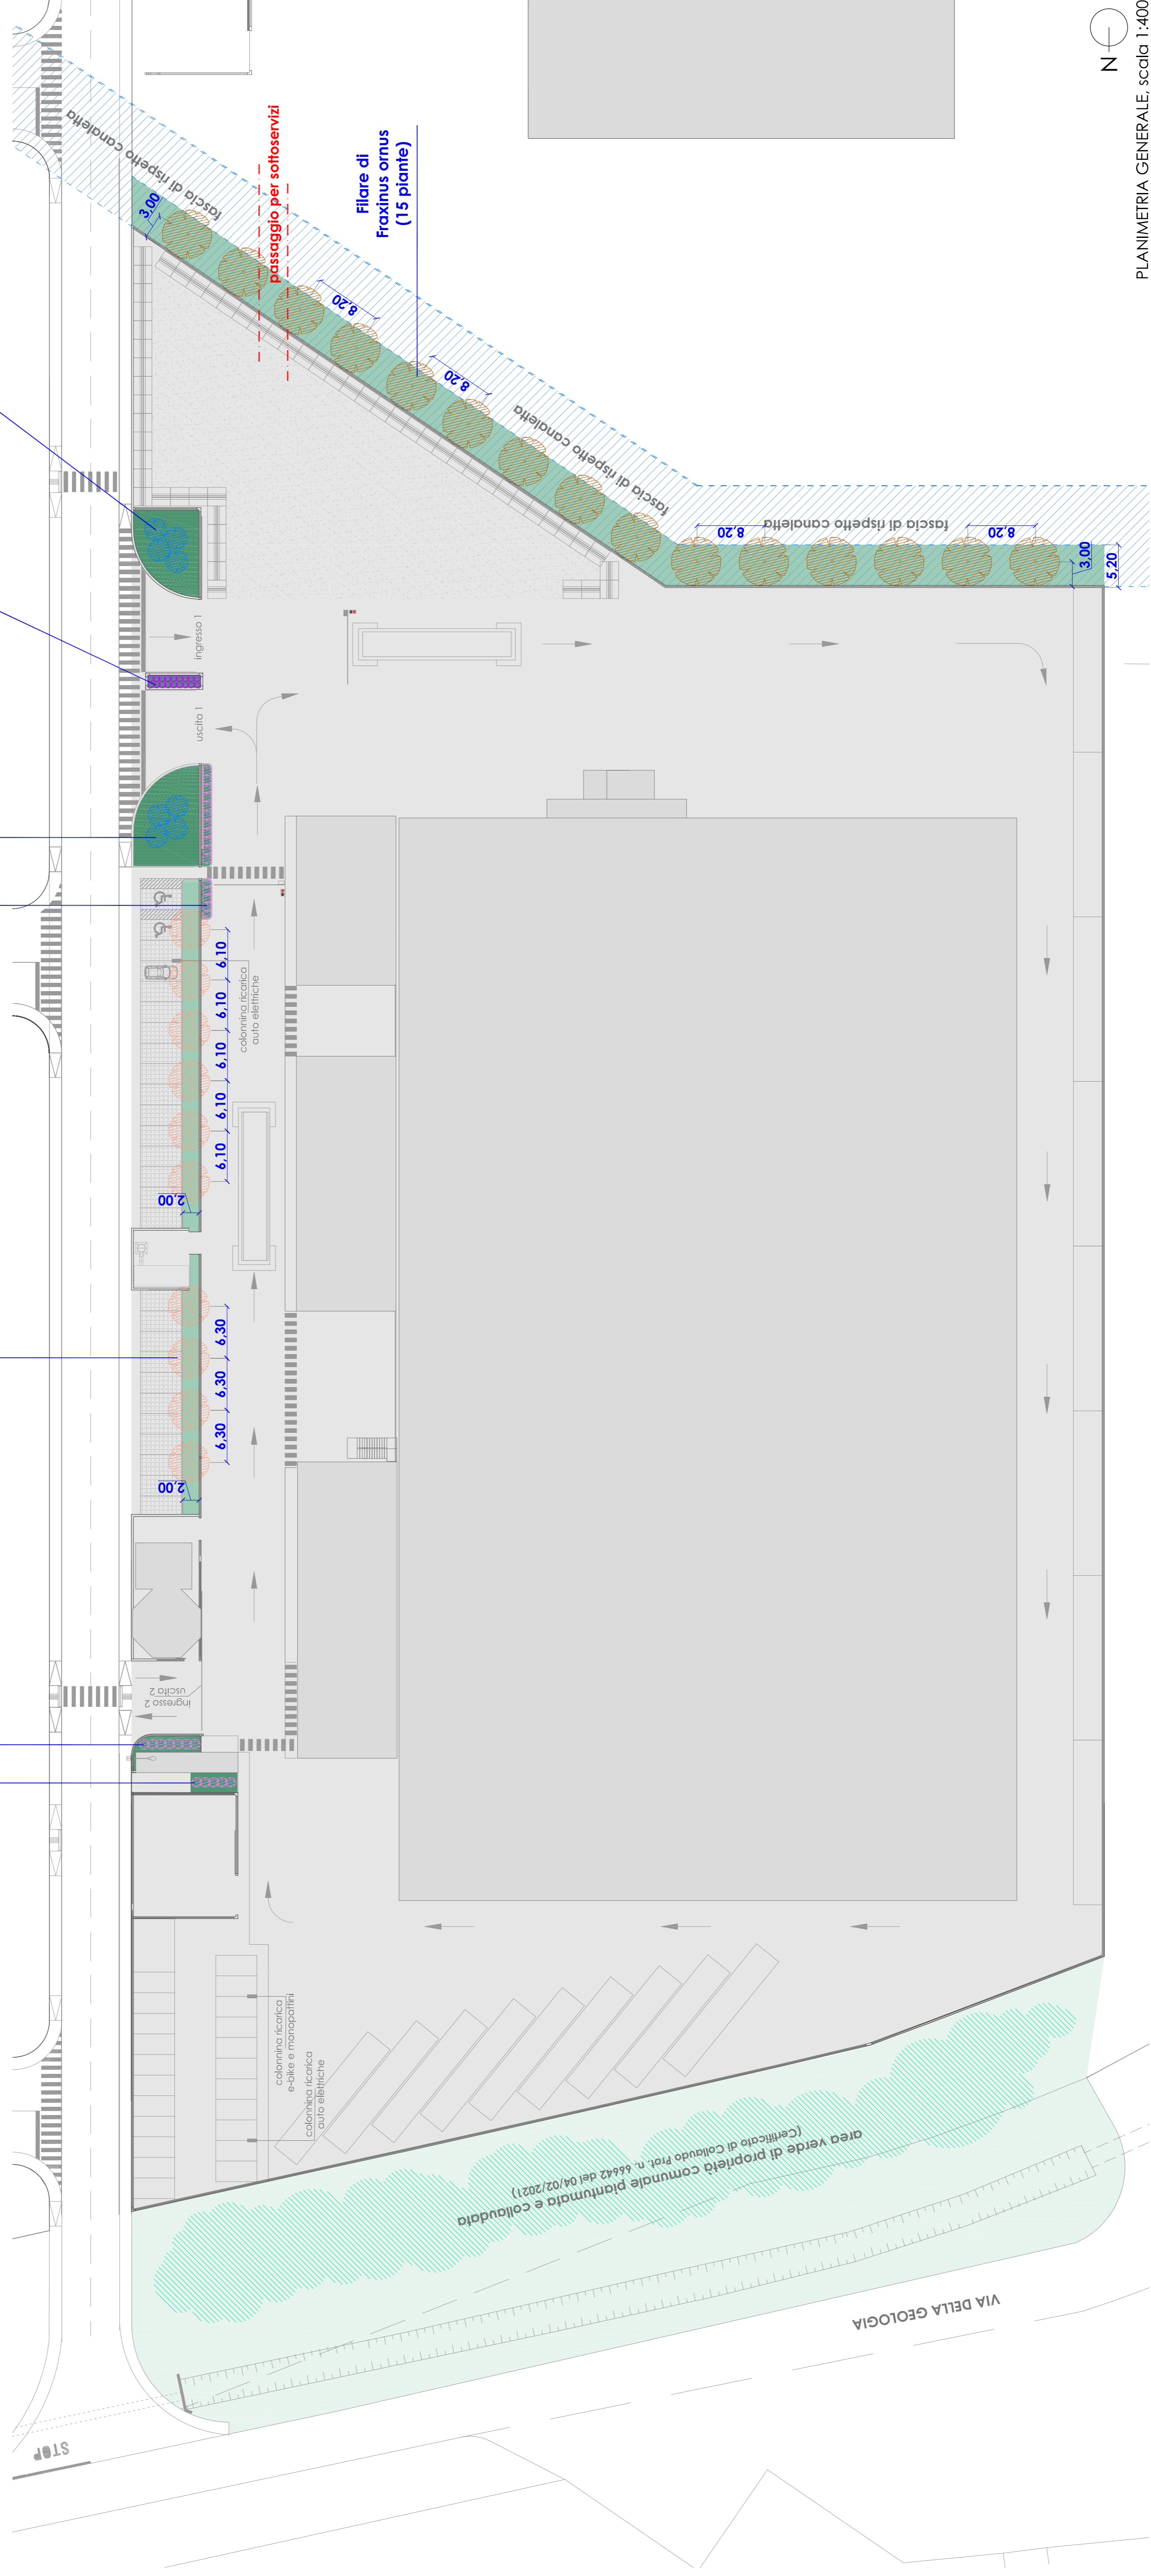 N
PLANIMETRIA GENERALE, scala 1:400
fascia di rispetto canaletta
3,00
passaggio per sottoservizi
Filare di
Fraxinus ornus
(15 piante)
8,20
8,20
fascia di rispetto canaletta
fascia di rispetto canaletta
8,20
8,20
3,00
5,20
ingresso 1
uscita 1
6,10
6,10
6,10
6,10
6,10
colonnina ricarica
auto elettriche
2,00
6,30
6,30
6,30
2,00
uscita 2
ingresso 2
colonnina ricarica
e-bike e monopattini
colonnina ricarica
auto elettriche
area verde di proprietà comunale piantumata e collaudata
(Certificato di Collaudo Prot. n. 66642 del 04/02/2021)
VIA DELLA GEOLOGIA
STOP